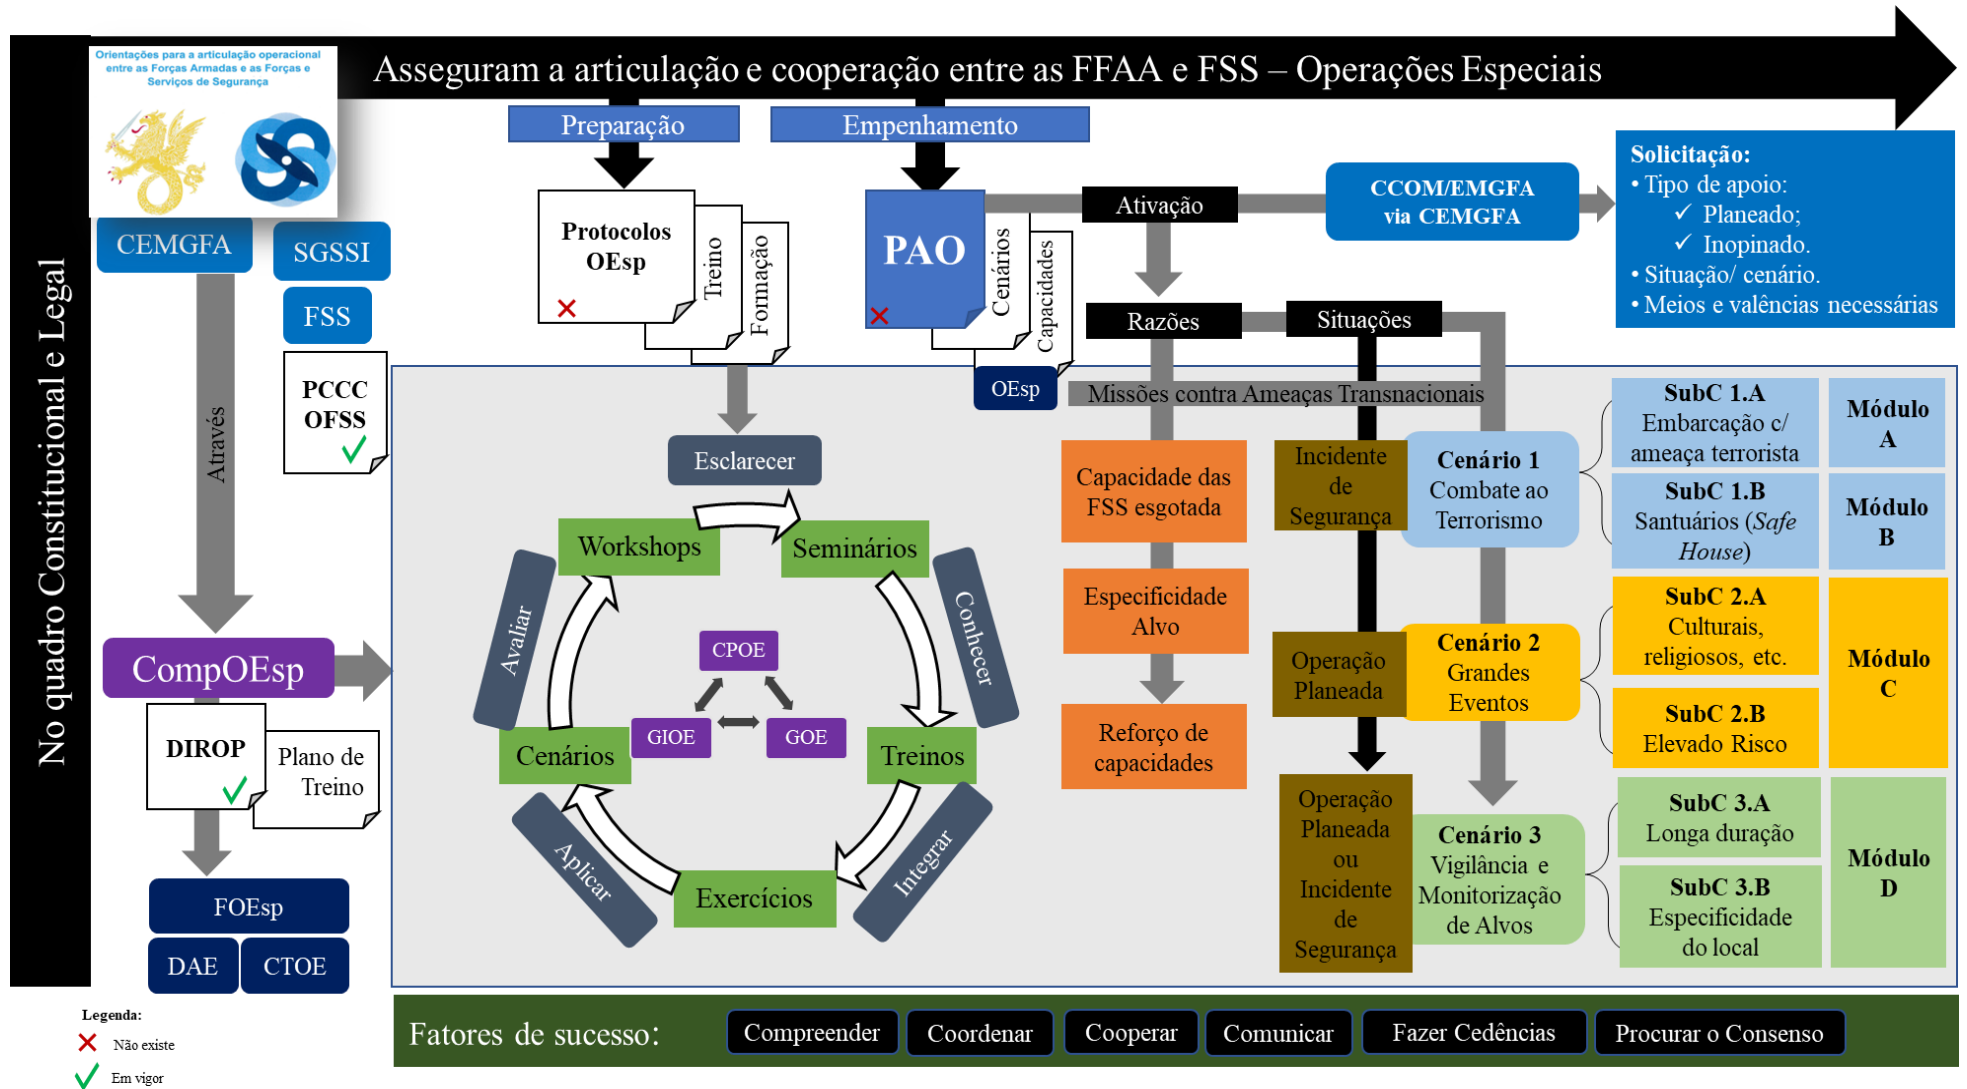 Orientações para a articulação operacional
entre as Forças Armadas e as Forças e
Serviços de Segurança
Asseguram a articulação e cooperação entre as FFAA e FSS – Operações Especiais
No quadro Constitucional e Legal
Preparação
Empenhamento
CEMGFA
SGSSI
FSS
PCCC
OFSS
Através
CompOEsp
DIROP
Plano de
Treino
FOEsp
DAE
CTOE
Protocolos
OEsp
Treino
Formação
PAO
Cenários
Capacidades
OEsp
Ativação
CCOM/EMGFA
via CEMGFA
Solicitação:
• Tipo de apoio:
✓ Planeado;
✓ Inopinado.
• Situação/ cenário.
• Meios e valências necessárias
Razões
Situações
Missões contra Ameaças Transnacionais
Esclarecer
Workshops
Seminários
Conhecer
Avaliar
CPOE
GIOE
GOE
Cenários
Treinos
Aplicar
Integrar
Exercícios
Capacidade das
FSS esgotada
Especificidade
Alvo
Reforço de
capacidades
Incidente
de
Segurança
Operação
Planeada
Operação
Planeada
ou
Incidente
de
Segurança
Cenário 1
Combate ao
Terrorismo
Cenário 2
Grandes
Eventos
Cenário 3
Vigilância e
Monitorização
de Alvos
SubC 1.A
Embarcação c/
ameaça terrorista
SubC 1.B
Santuários (Safe
House)
SubC 2.A
Culturais,
religiosos, etc.
SubC 2.B
Elevado Risco
SubC 3.A
Longa duração
SubC 3.B
Especificidade
do local
Módulo
A
Módulo
B
Módulo
C
Módulo
D
Legenda:
Não existe
Em vigor
Fatores de sucesso:
Compreender
Coordenar
Cooperar
Comunicar
Fazer Cedências
Procurar o Consenso